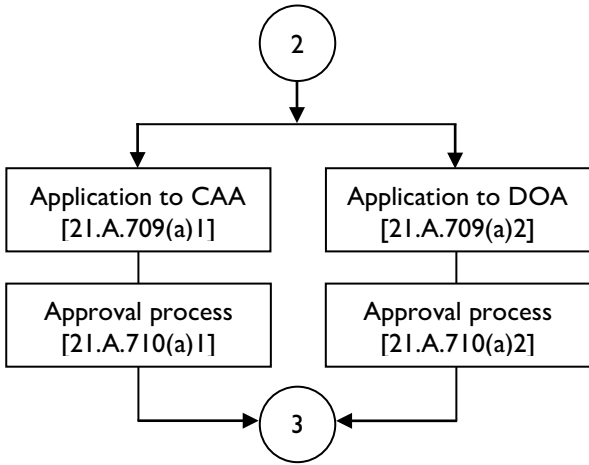 2
Application to CAA
[21.A.709(a)1]
Application to DOA
[21.A.709(a)2]
Approval process
[21.A.710(a)1]
Approval process
[21.A.710(a)2]
3